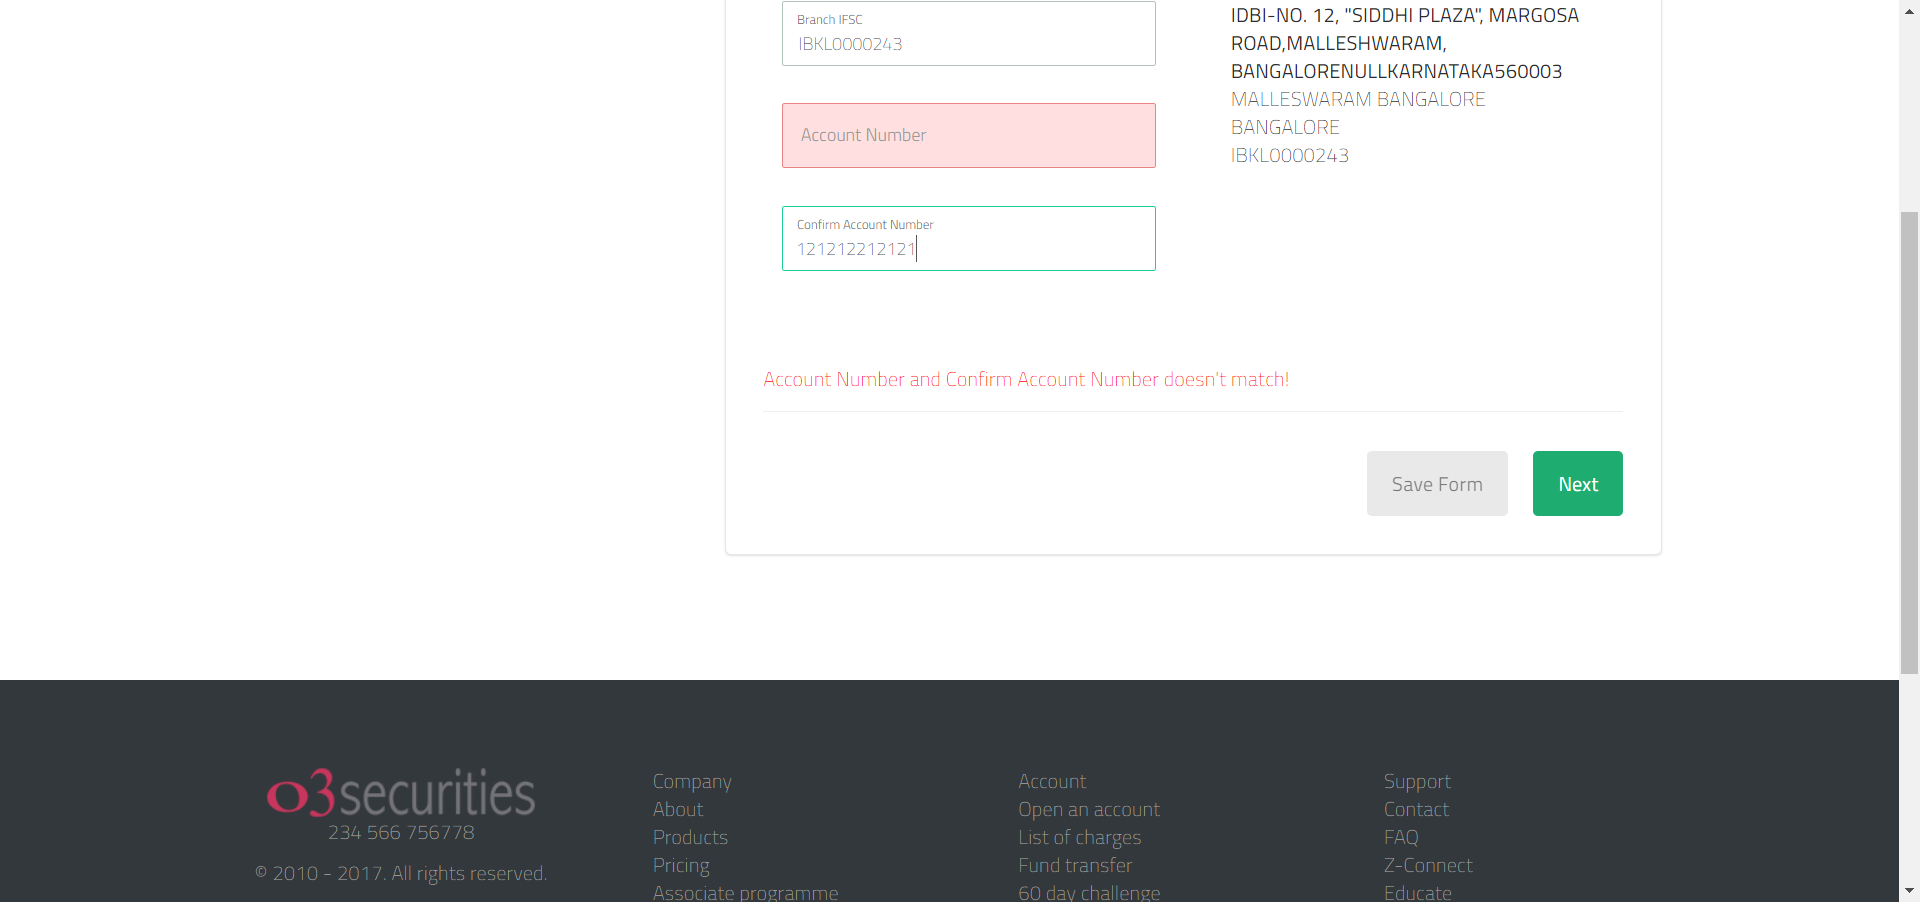 Branch IFSC
IBKL0000243
Account Number
Confirm Account Number
121212212121
IDBI-NO. 12, "SIDDHI PLAZA", MARGOSA
ROAD,MALLESHWARAM,
BANGALORENULLKARNATAKA560003
MALLESWARAM BANGALORE
BANGALORE
IBKL0000243
Account Number and Confirm Account Number doesn't match!
Save Form
Next
o3securities
234 566 756778
© 2010 - 2017. All rights reserved.
Company
About
Products
Pricing
Associate programme
Account
Open an account
List of charges
Fund transfer
60 day challenge
Support
Contact
FAQ
Z-Connect
Educate